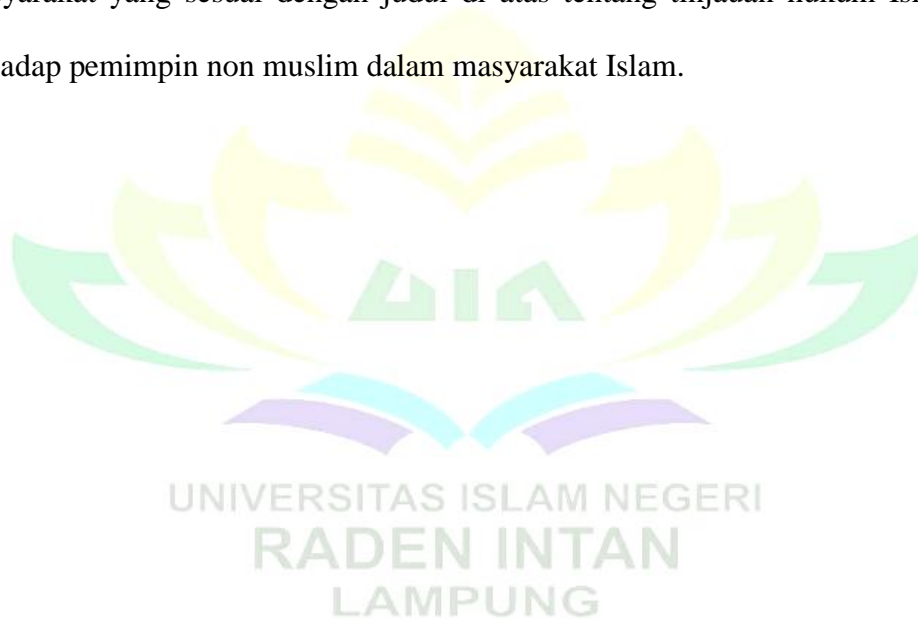 yarakat yang sesuai dengan judul di atas tentang tinjauan hukum Isl
adap pemimpin non muslim dalam masyarakat Islam.
UIN
UNIVERSITAS ISLAM NEGERI
RADEN INTAN
LAMPUNG